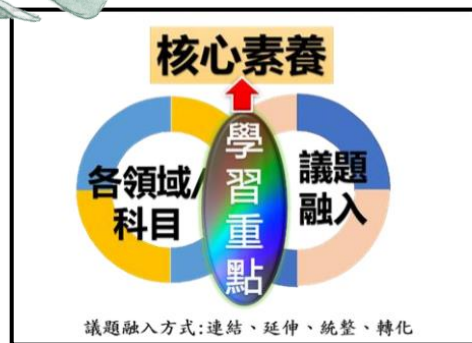 核心素養
各領域/
科目
學
習
重
點
議題
融入
議題融入方式:連結、延伸、統整、轉化